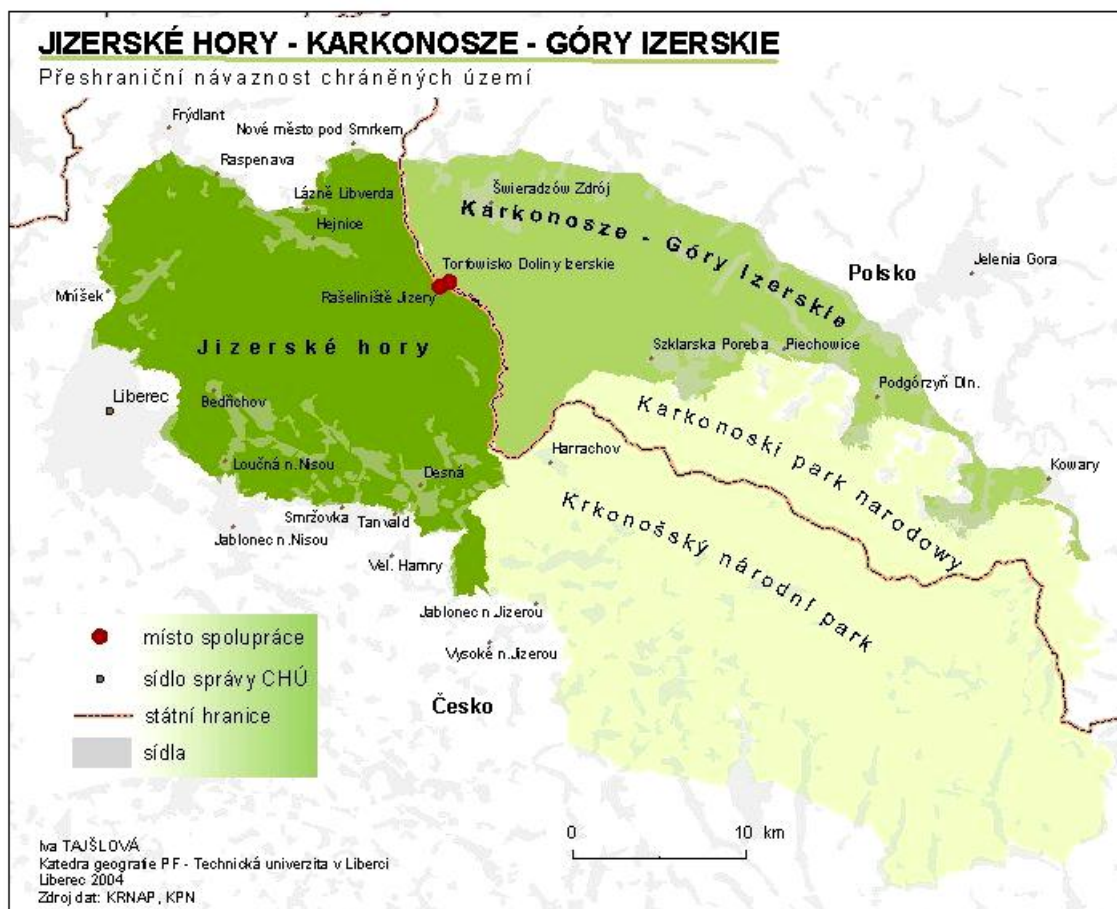 JIZERSKÉ HORY - KARKONOSZE - GÓRY IZERSKIE
Přeshraniční návaznost chráněných území
Frýdlant
Nové město pod Smrkem
Raspenava
Lázně Libverda
Hejnice
Šwieradzów Zdrój
Karkonosze - Góry Izerskie
Polsko
Jelenia Gora
Torfowisko Doliny Izerskie
Mníšek
Rašeliniště Jizery
Jizerské hory
Szklarska Poreba
Piechowice
Podgórzyń Dln.
Liberec
Bedřichov
Karkonoski park narodowy
Harrachov
Kowary
Loučná n.Nisou
Desná
Smržovka
Tanvald
Jablonec n.Nisou
Vel. Hamry
Krkonošský národní park
Jablonec n.Jizerou
Vysoké n.Jizerou
Česko
místo spolupráce
sídlo správy CHÚ
státní hranice
sídla
0 10 km
Iva TAJŠLOVÁ
Katedra geografie PF - Technická univerzita v Liberci
Liberec 2004
Zdroj dat: KRNAP, KPN